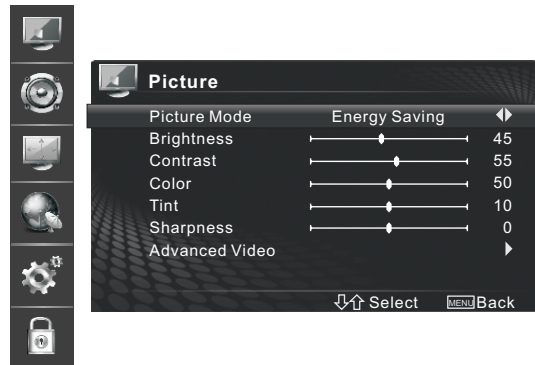 Picture
Picture Mode Energy Saving
Brightness 45
Contrast 55
Color 50
Tint 10
Sharpness 0
Advanced Video
Select MENU Back